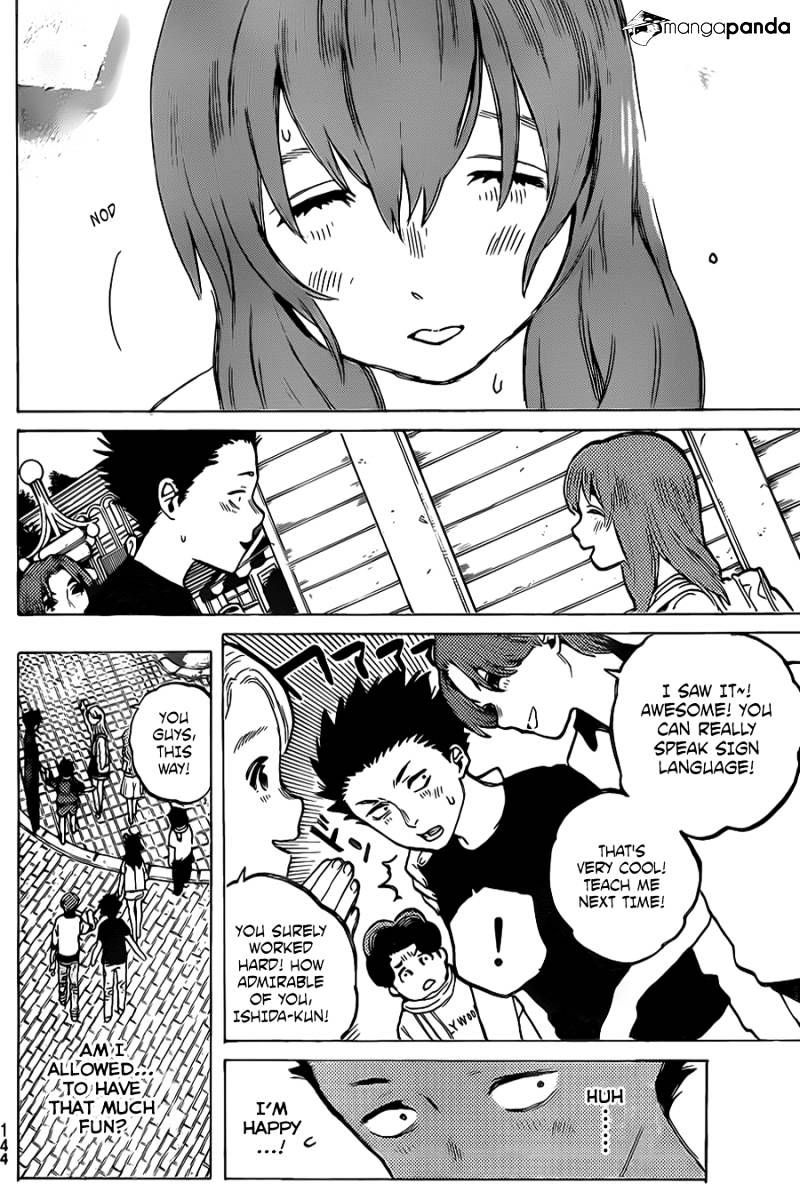 mangapanda
NOD
I SAW IT~!
AWESOME! YOU
CAN REALLY
SPEAK SIGN
LANGUAGE!
THAT'S
VERY COOL!
TEACH ME
NEXT TIME!
!
YOU SURELY
WORKED
HARD! HOW
ADMIRABLE
OF YOU,
ISHIDA-KUN!
HUH
......
I'M
HAPPY
...!
YOU
GUYS,
THIS
WAY!
AM I
ALLOWED...
TO HAVE
THAT MUCH
FUN?
144